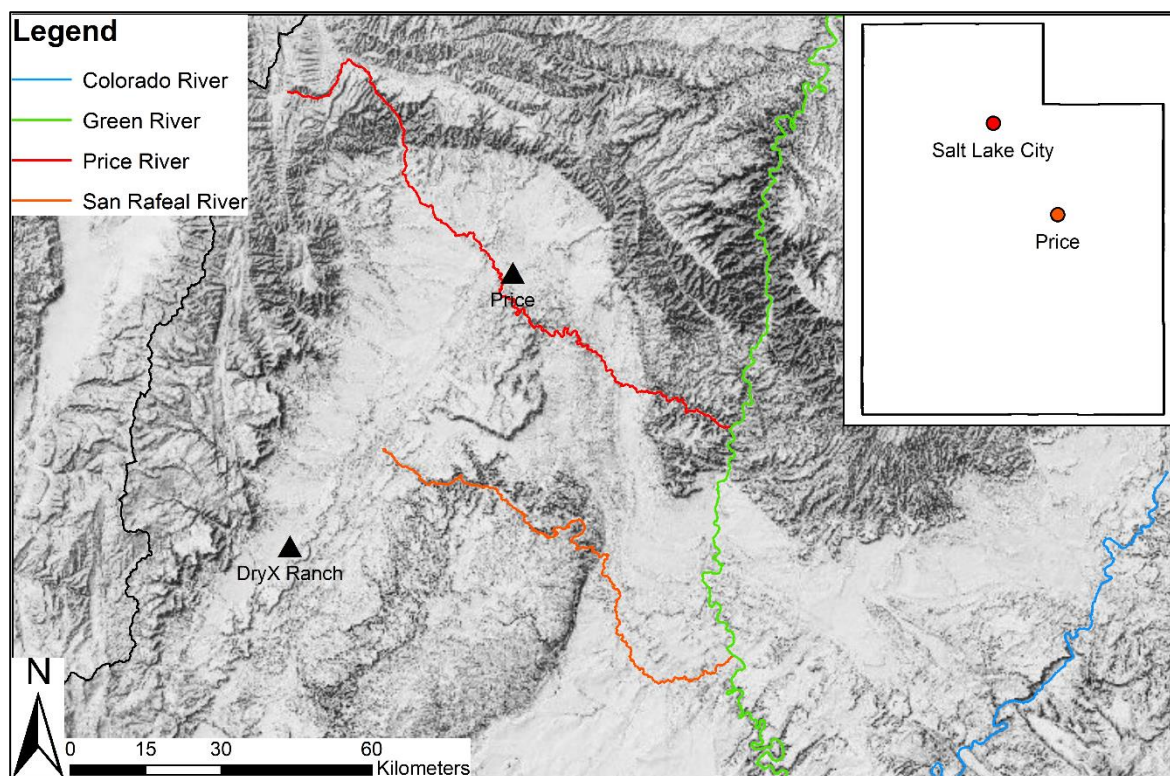 Legend
Colorado River
Green River
Price River
San Rafeal River
Salt Lake City
Price
Price
DryX Ranch
N
0 15 30 60
Kilometers